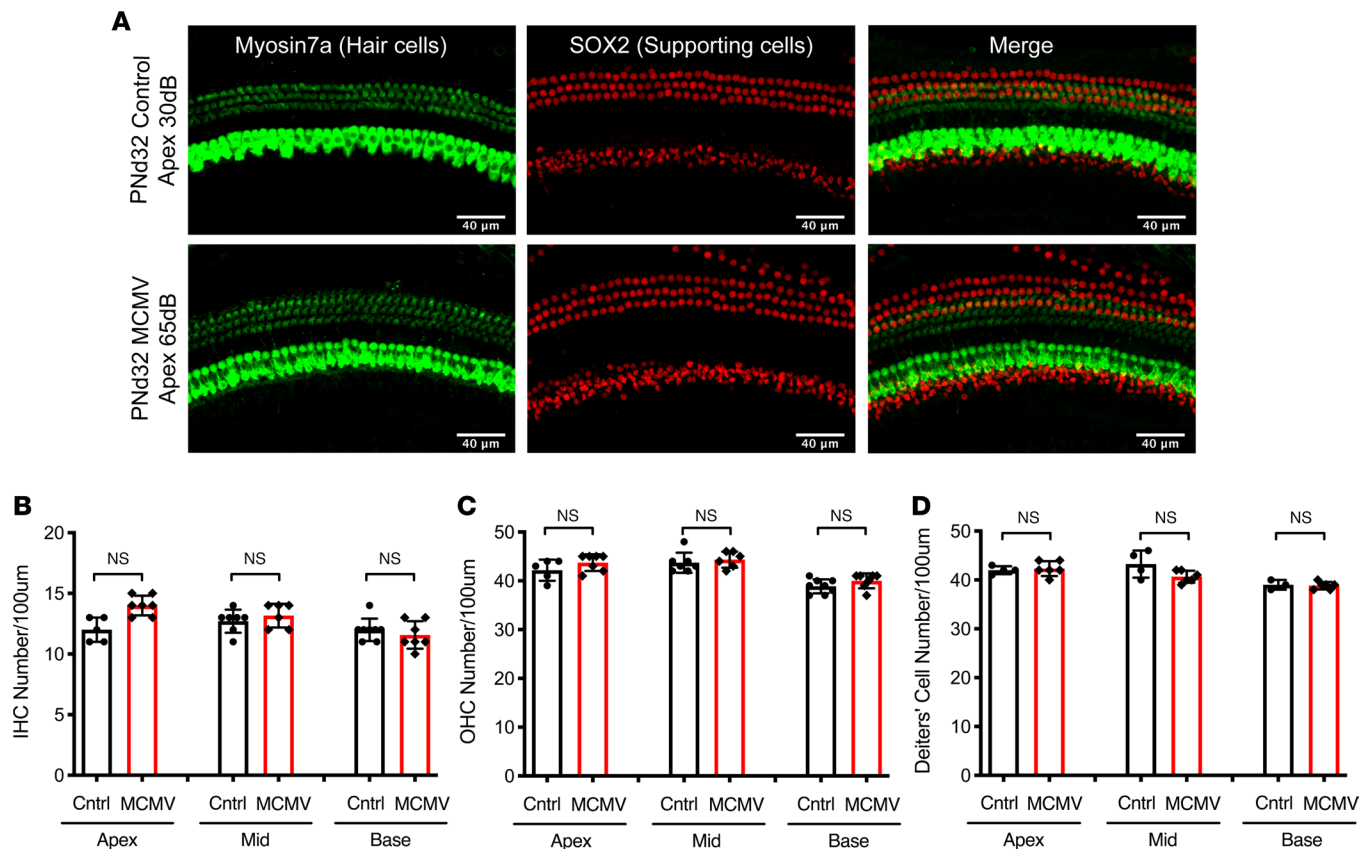 A
Myosin7a (Hair cells)
SOX2 (Supporting cells)
Merge
PNd32 Control
Apex 30dB
40 µm
40 µm
40 µm
PNd32 MCMV
Apex 65dB
40 µm
40 µm
40 µm
B
IHC Number/100um
20
15
10
5
0
NS
NS
NS
Cntrl MCMV
Cntrl MCMV
Cntrl MCMV
Apex
Mid
Base
C
OHC Number/100um
50
40
30
20
40
0
NS
NS
NS
Cntrl MCMV
Cntrl MCMV
Cntrl MCMV
Apex
Mid
Base
D
Deiters' Cell Number/100um
50
40
30
20
10
0
NS
NS
NS
Cntrl MCMV
Cntrl MCMV
Cntrl MCMV
Apex
Mid
Base